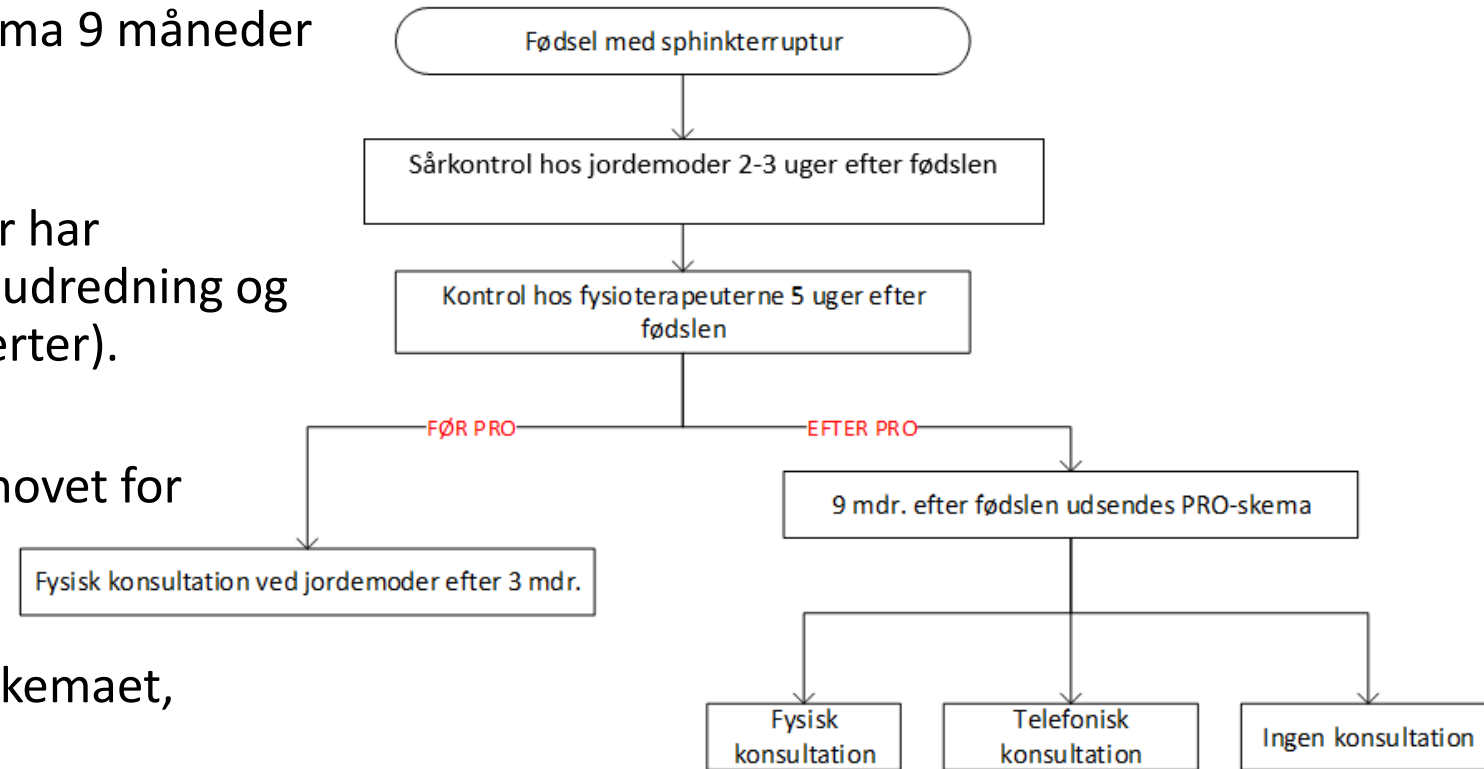 ma 9 måneder
r har
udredning og
erter).
novet for
kemaet,
Fødsel med sphinkterruptur
Sårkontrol hos jordemoder 2-3 uger efter fødslen
Kontrol hos fysioterapeuterne 5 uger efter
fødslen
FØR PRO
EFTER PRO
Fysisk konsultation ved jordemoder efter 3 mdr.
9 mdr. efter fødslen udsendes PRO-skema
Fysisk
konsultation
Telefonisk
konsultation
Ingen konsultation